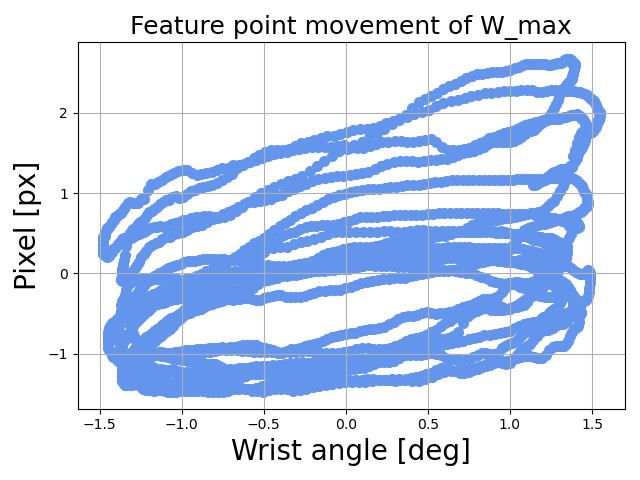 Feature point movement of W_max
Pixel [px]
2
1
0
−1
−1.5 −1.0 −0.5 0.0 0.5 1.0 1.5
Wrist angle [deg]